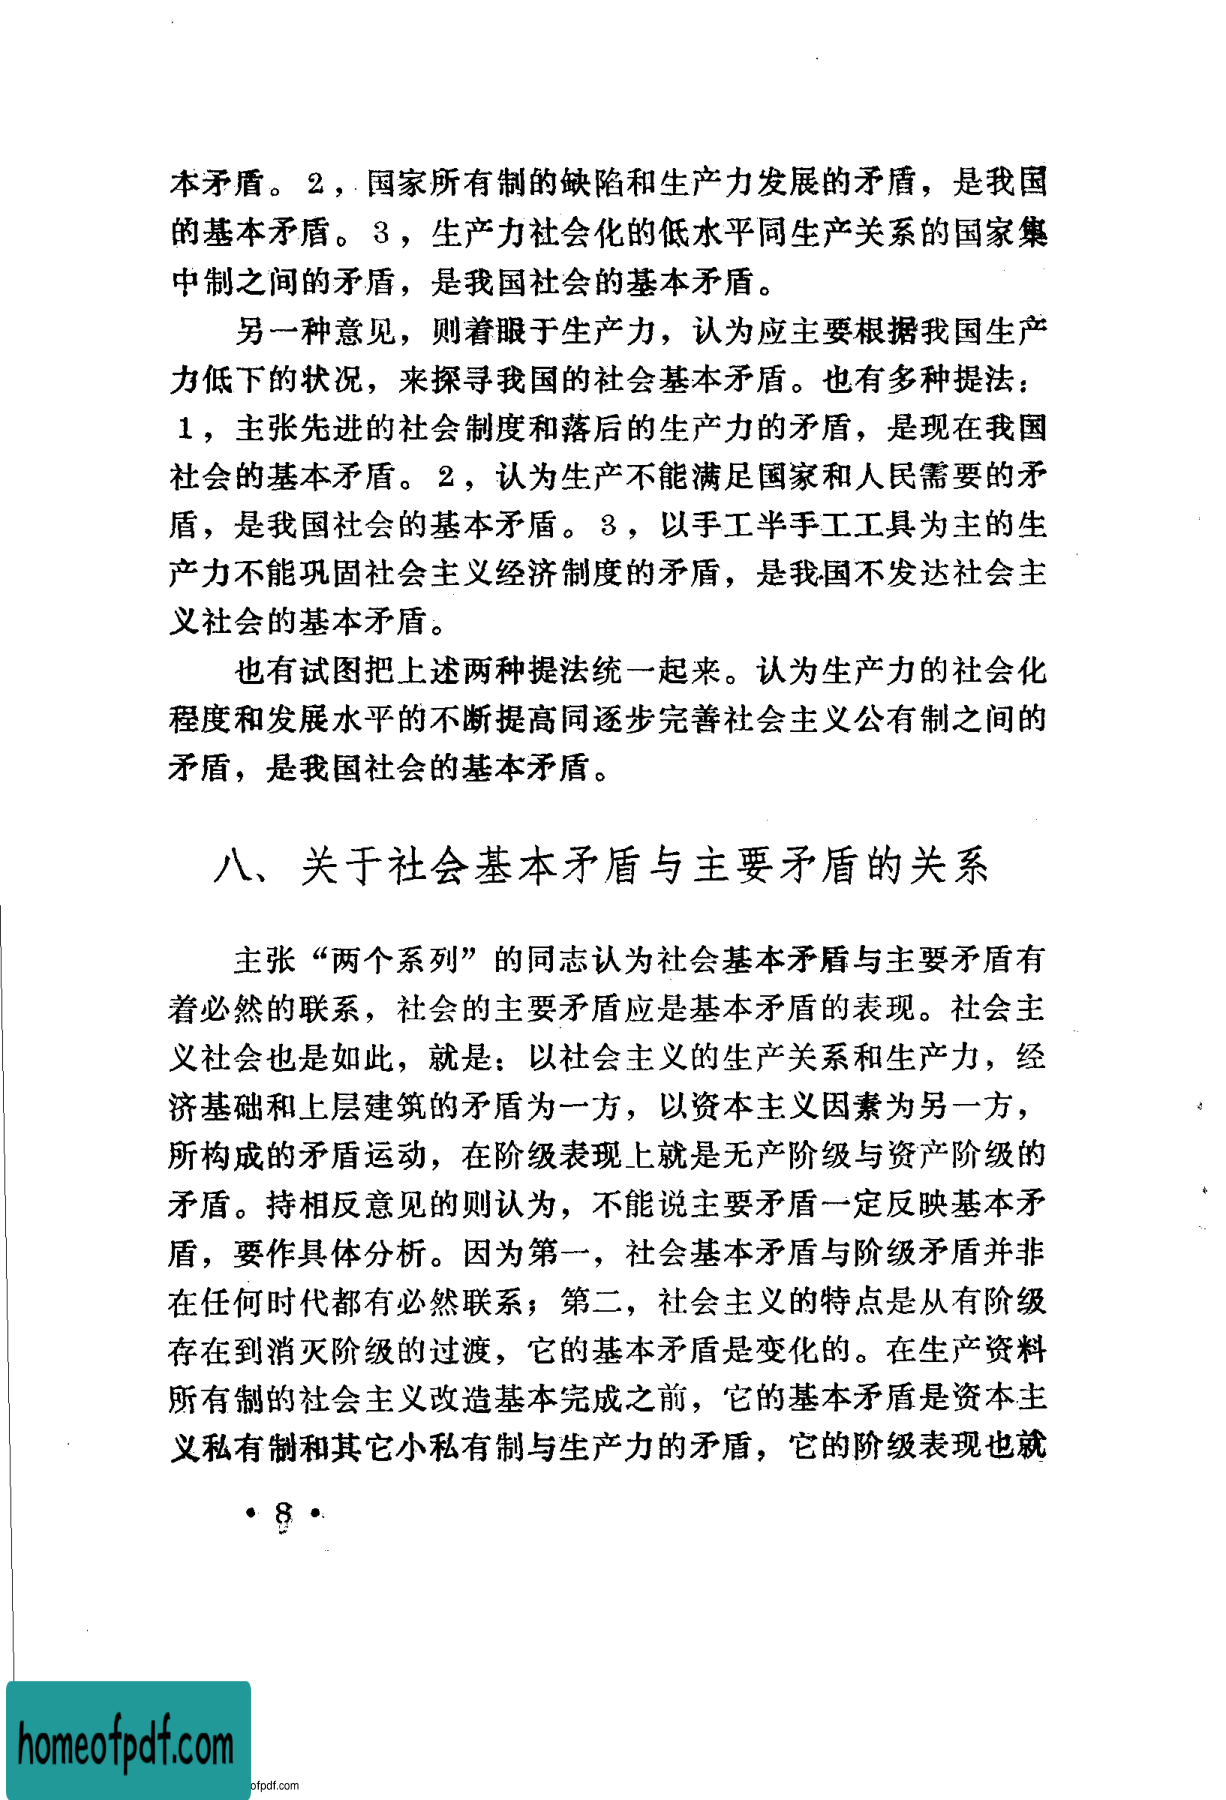 本矛盾。2，国家所有制的缺陷和生产力发展的矛盾，是我国
的基本矛盾。3，生产力社会化的低水平同生产关系的国家集
中制之间的矛盾，是我国社会的基本矛盾。
另一种意见，则着眼于生产力，认为应主要根据我国生产
力低下的状况，来探寻我国的社会基本矛盾。也有多种提法：
1，主张先进的社会制度和落后的生产力的矛盾，是现在我国
社会的基本矛盾。2，认为生产不能满足国家和人民需要的矛
盾，是我国社会的基本矛盾。3，以手工半手工工具为主的生
产力不能巩固社会主义经济制度的矛盾，是我国不发达社会主
义社会的基本矛盾。
也有试图把上述两种提法统一起来。认为生产力的社会化
程度和发展水平的不断提高同逐步完善社会主义公有制之间的
矛盾，是我国社会的基本矛盾。
八、关于社会基本矛盾与主要矛盾的关系
主张“两个系列”的同志认为社会基本矛盾与主要矛盾有
着必然的联系，社会的主要矛盾应是基本矛盾的表现。社会主
义社会也是如此，就是：以社会主义的生产关系和生产力，经
济基础和上层建筑的矛盾为一方，以资本主义因素为另一方，
所构成的矛盾运动，在阶级表现上就是无产阶级与资产阶级的
矛盾。持相反意见的则认为，不能说主要矛盾一定反映基本矛
盾，要作具体分析。因为第一，社会基本矛盾与阶级矛盾并非
在任何时代都有必然联系；第二，社会主义的特点是从有阶级
存在到消灭阶级的过渡，它的基本矛盾是变化的。在生产资料
所有制的社会主义改造基本完成之前，它的基本矛盾是资本主
义私有制和其它小私有制与生产力的矛盾，它的阶级表现也就
• 8 •
homeofpdf.com
ofpdf.com